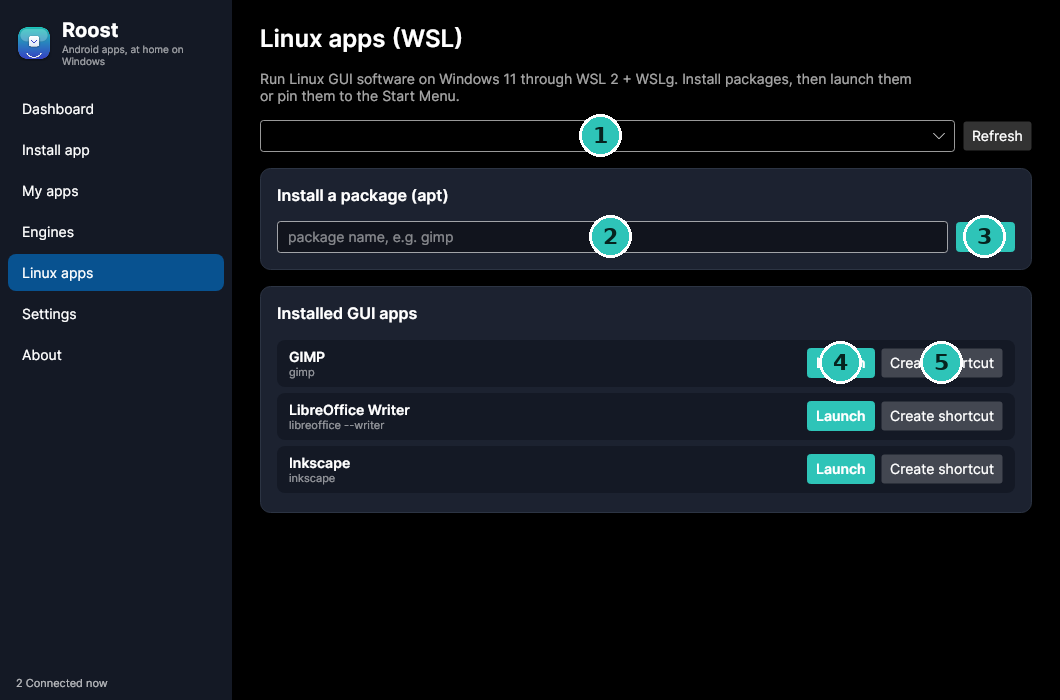 Roost
Android apps, at home on
Windows
Dashboard
Install app
My apps
Engines
Linux apps
Settings
About
2 Connected now
Linux apps (WSL)
Run Linux GUI software on Windows 11 through WSL 2 + WSLg. Install packages, then launch them
or pin them to the Start Menu.
1
Refresh
Install a package (apt)
package name, e.g. gimp
2
3
Installed GUI apps
GIMP
gimp
4
5
LibreOffice Writer
libreoffice --writer
Launch
Create shortcut
Inkscape
inkscape
Launch
Create shortcut